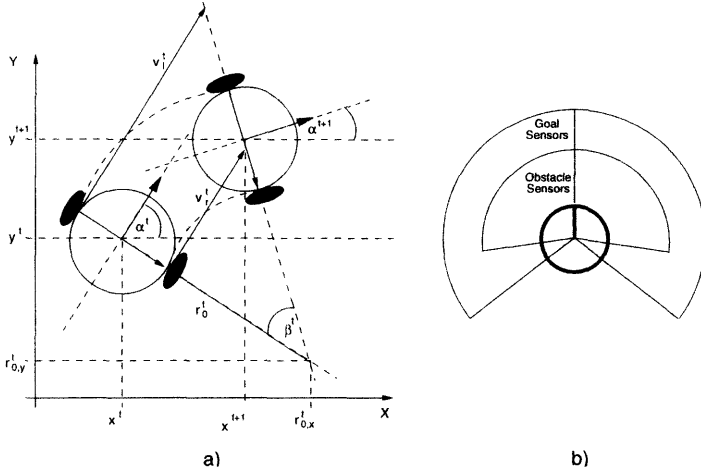 Y
v_l^t
α^{t+1}
y^{t+1}
v_r^t
α^t
y^t
r_0^t
β^t
r_{0,y}^t
x^t
x^{t+1}
r_{0,x}^t
X
a)
Goal
Sensors
Obstacle
Sensors
b)